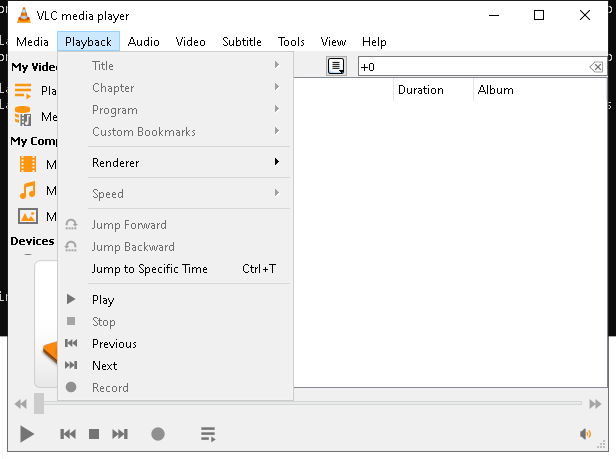 VLC media player
Media Playback Audio Video Subtitle Tools View Help
My Vide
Title
+0
Pla
Chapter
Duration Album
Me
Program
Custom Bookmarks
My Comp
M
Renderer
M
Speed
M
Jump Forward
Devices
Jump Backward
Jump to Specific Time Ctrl+T
Play
Stop
Previous
Next
Record